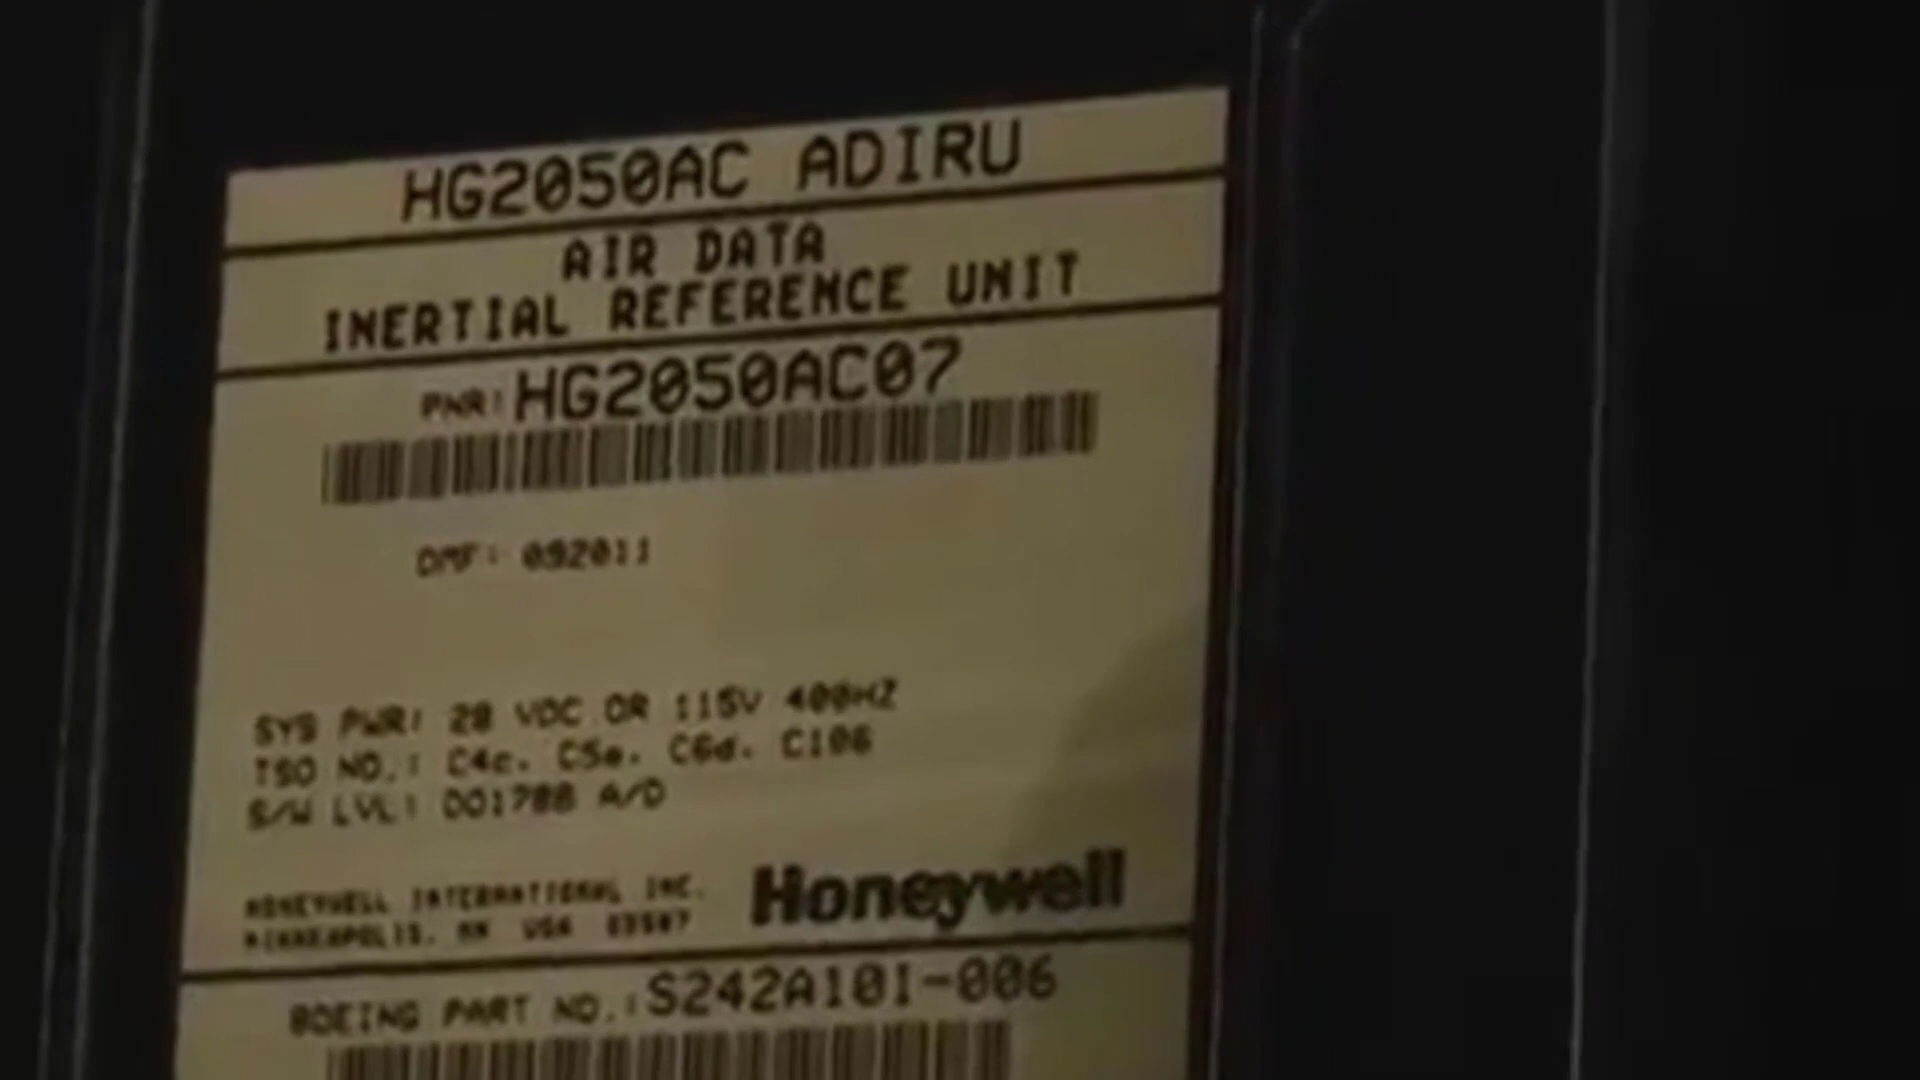 HG2050AC ADIRU
AIR DATA
INERTIAL REFERENCE UNIT
PNR: HG2050AC07
DMF: 092011
SYS PWR: 28 VDC OR 115V 400HZ
TSO NO.: C4c, C5e, C6d, C106
S/W LVL: DO178B A/D
HONEYWELL INTERNATIONAL INC.
MINNEAPOLIS, MN USA
Honeywell
BOEING PART NO.: S242A101-006